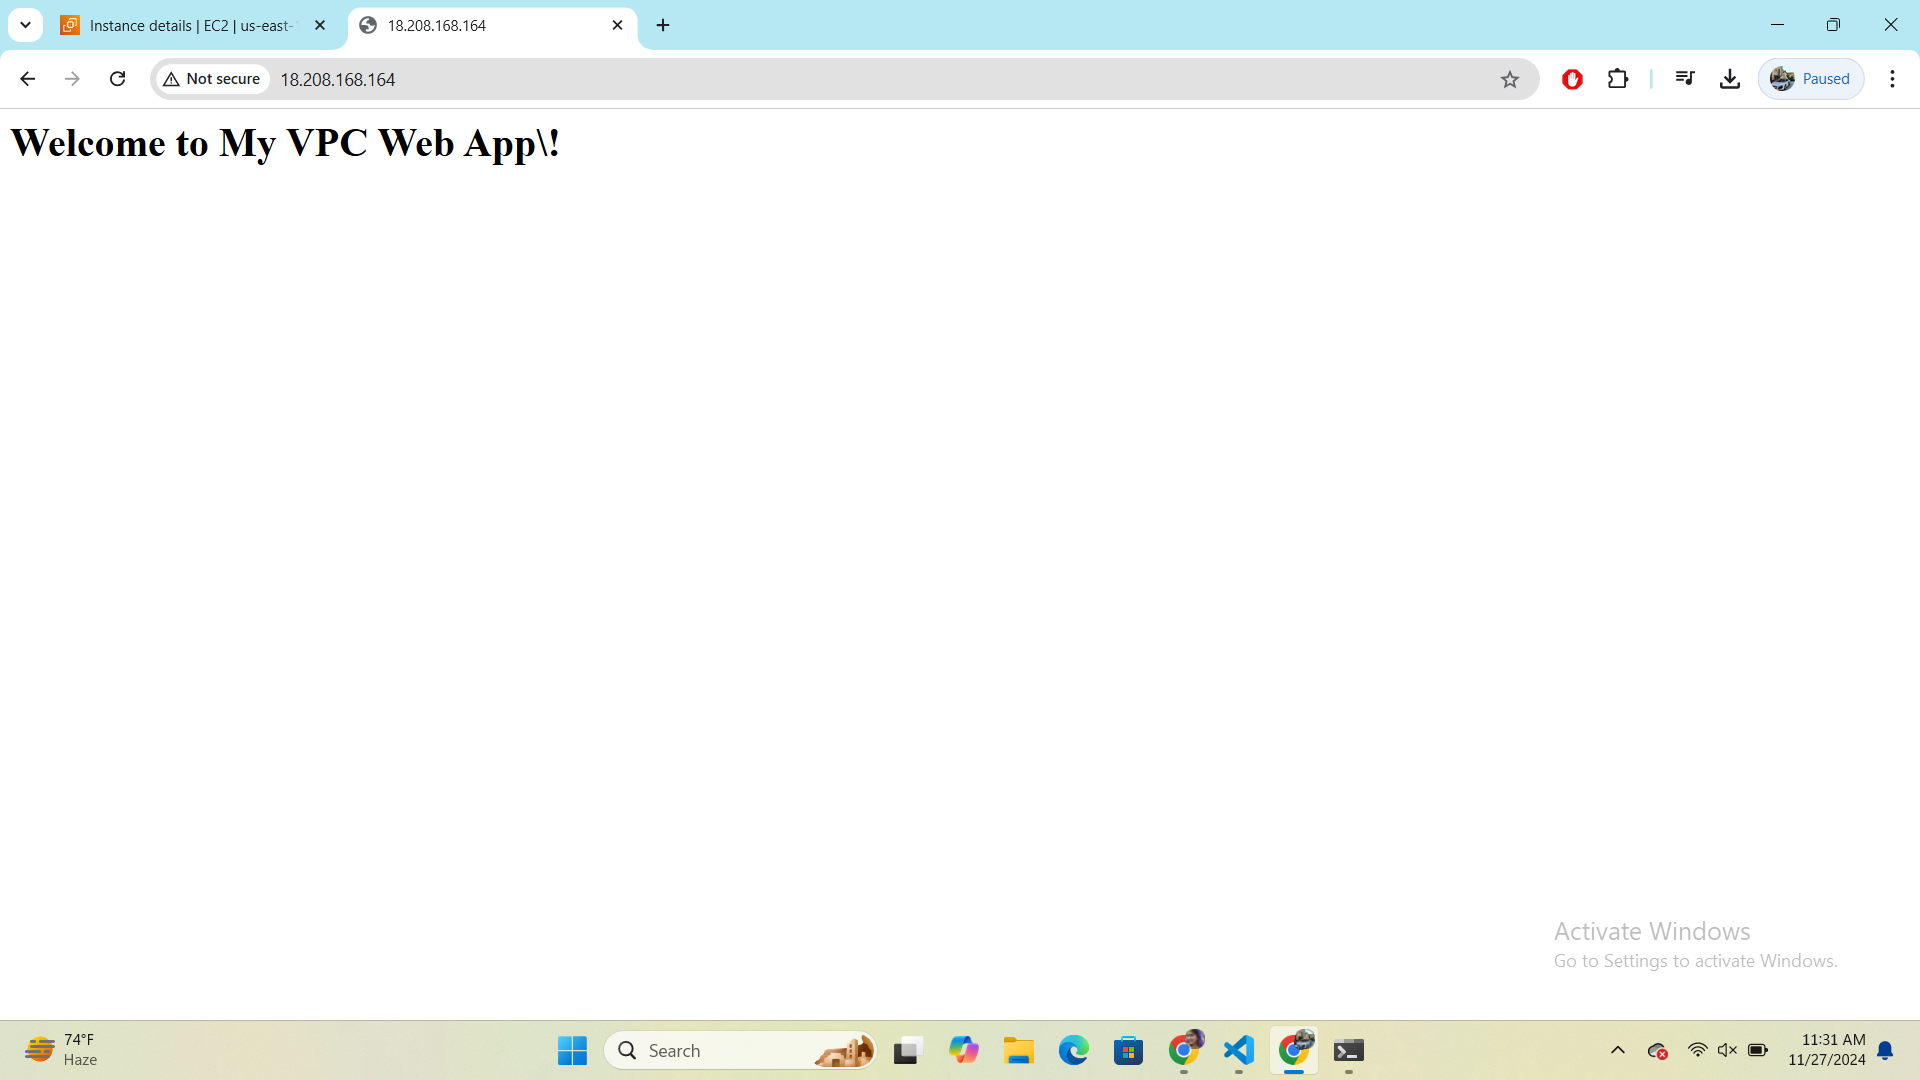 Instance details | EC2 | us-east-
18.208.168.164
Not secure
18.208.168.164
Paused
Welcome to My VPC Web App\!
Activate Windows
Go to Settings to activate Windows.
74°F
Haze
Search
11:31 AM
11/27/2024